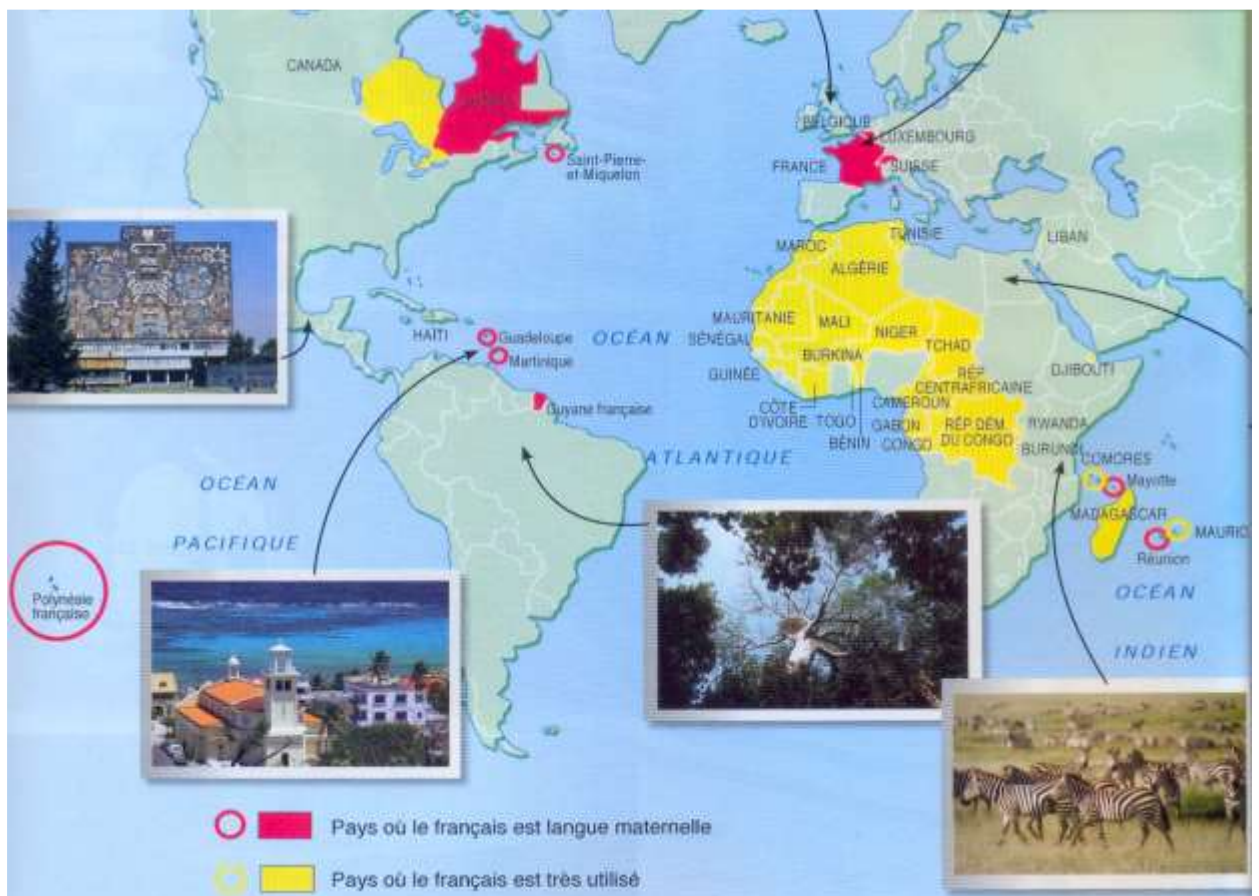 CANADA
QUÉBEC
Saint-Pierre-
et-Miquelon
BELGIQUE
LUXEMBOURG
FRANCE
SUISSE
MAROC
TUNISIE
LIBAN
ALGÉRIE
HAÏTI
Guadeloupe
Martinique
OCÉAN
MAURITANIE
MALI
NIGER
SÉNÉGAL
TCHAD
BURKINA
GUINÉE
RÉP
CENTRAFRICAINE
DJIBOUTI
Guyane française
CÔTE
D'IVOIRE
TOGO
BÉNIN
CAMEROUN
GABON
CONGO
RÉP DÉM.
DU CONGO
RWANDA
BURUNDI
ATLANTIQUE
COMORES
Mayotte
OCÉAN
PACIFIQUE
MADAGASCAR
MAURIC
Réunion
Polynésie
française
OCÉAN
INDIEN
Pays où le français est langue maternelle
Pays où le français est très utilisé